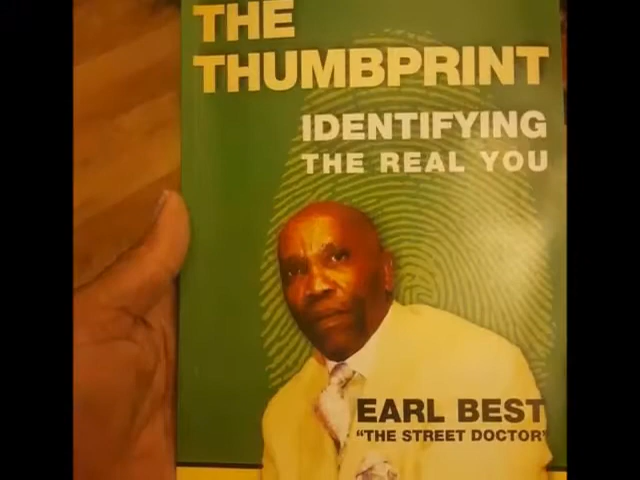 THE
THUMBPRINT
IDENTIFYING
THE REAL YOU
EARL BEST
"THE STREET DOCTOR"